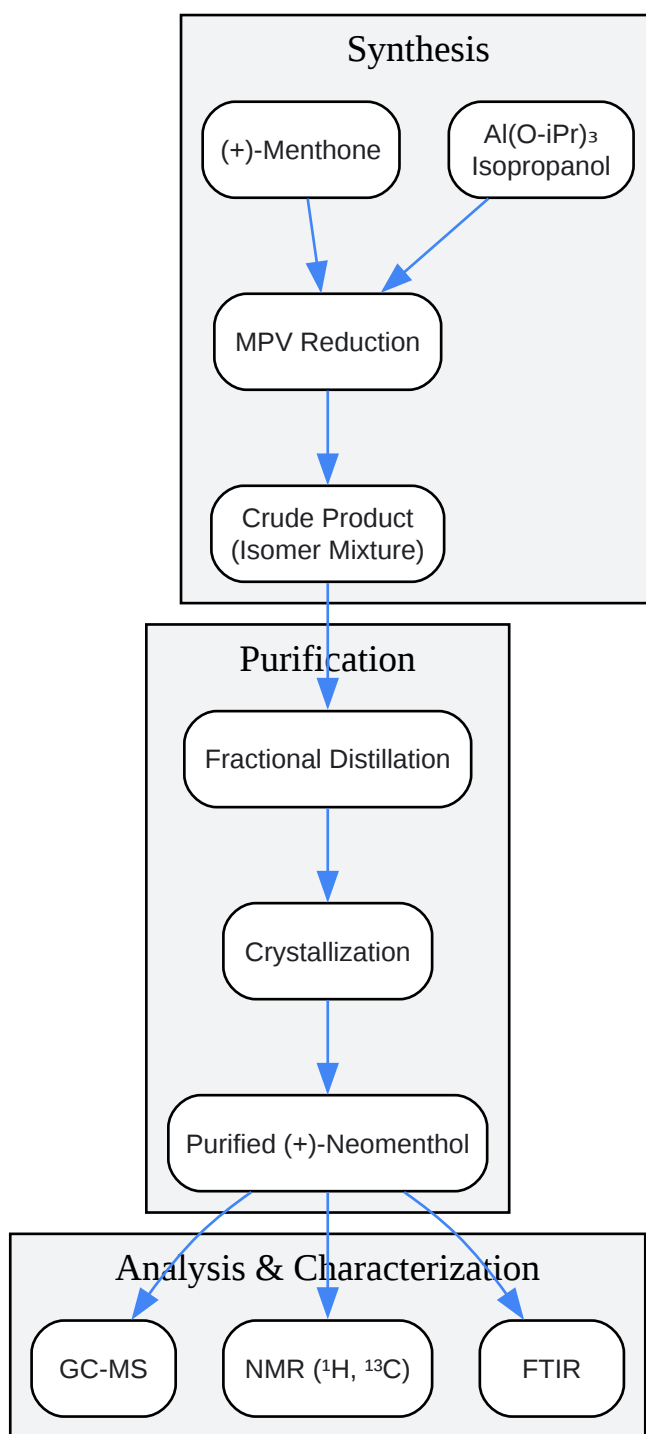 Synthesis
(+)-Menthone
Al(O-iPr)₃
Isopropanol
MPV Reduction
Crude Product
(Isomer Mixture)
Purification
Fractional Distillation
Crystallization
Purified (+)-Neomenthol
Analysis & Characterization
GC-MS
NMR (¹H, ¹³C)
FTIR